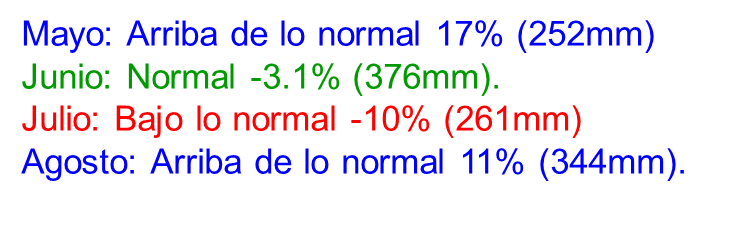 Mayo: Arriba de lo normal 17% (252mm)
Junio: Normal -3.1% (376mm).
Julio: Bajo lo normal -10% (261mm)
Agosto: Arriba de lo normal 11% (344mm).